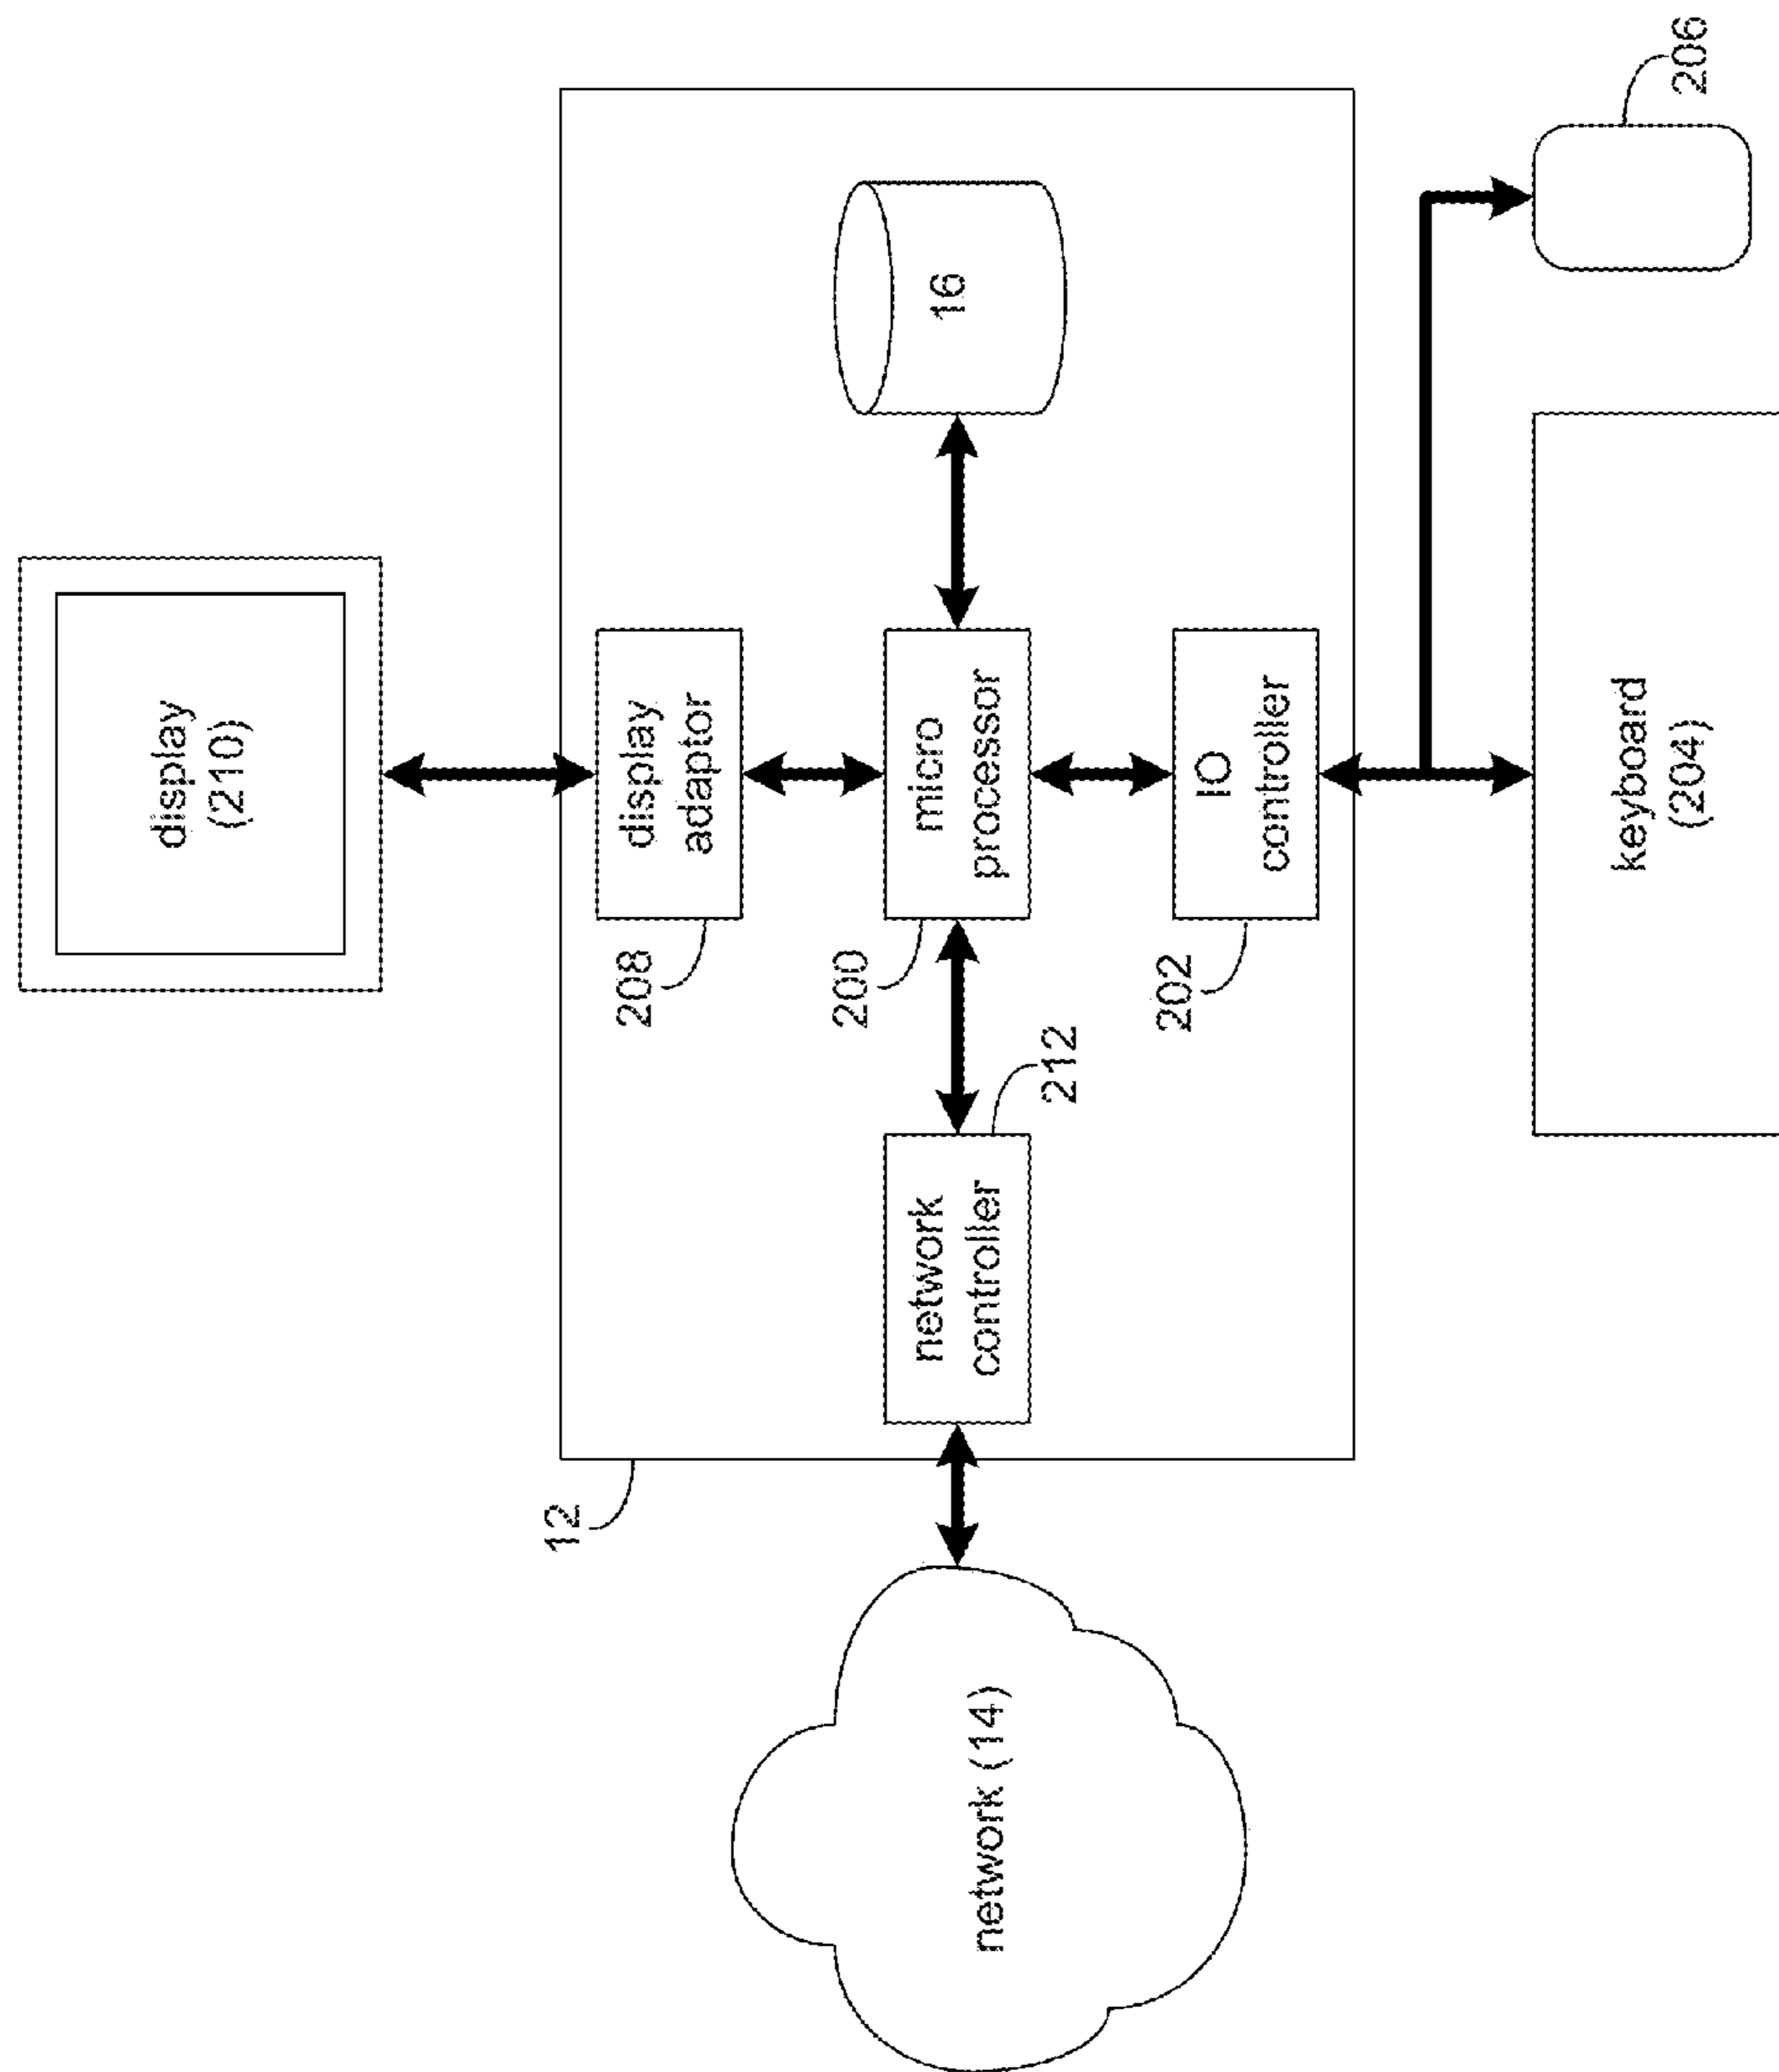 display
(210)
208
display
adaptor
200
micro
processor
16
202
IO
controller
212
network
controller
12
network (14)
keyboard
(204)
206